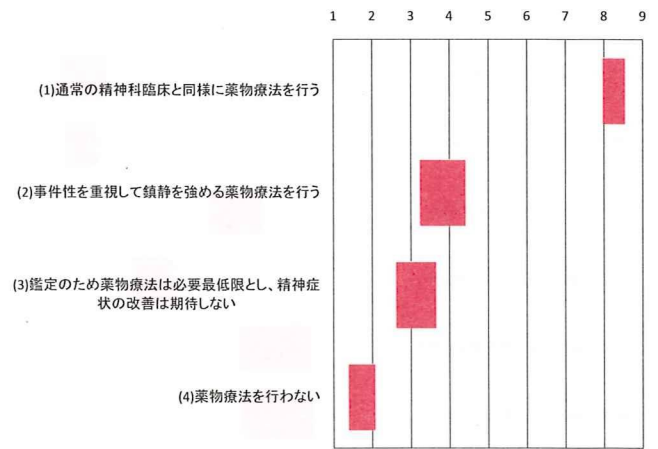 1 2 3 4 5 6 7 8 9
(1)通常の精神科臨床と同様に薬物療法を行う
(2)事件性を重視して鎮静を強める薬物療法を行う
(3)鑑定のため薬物療法は必要最低限とし、精神症
状の改善は期待しない
(4)薬物療法を行わない